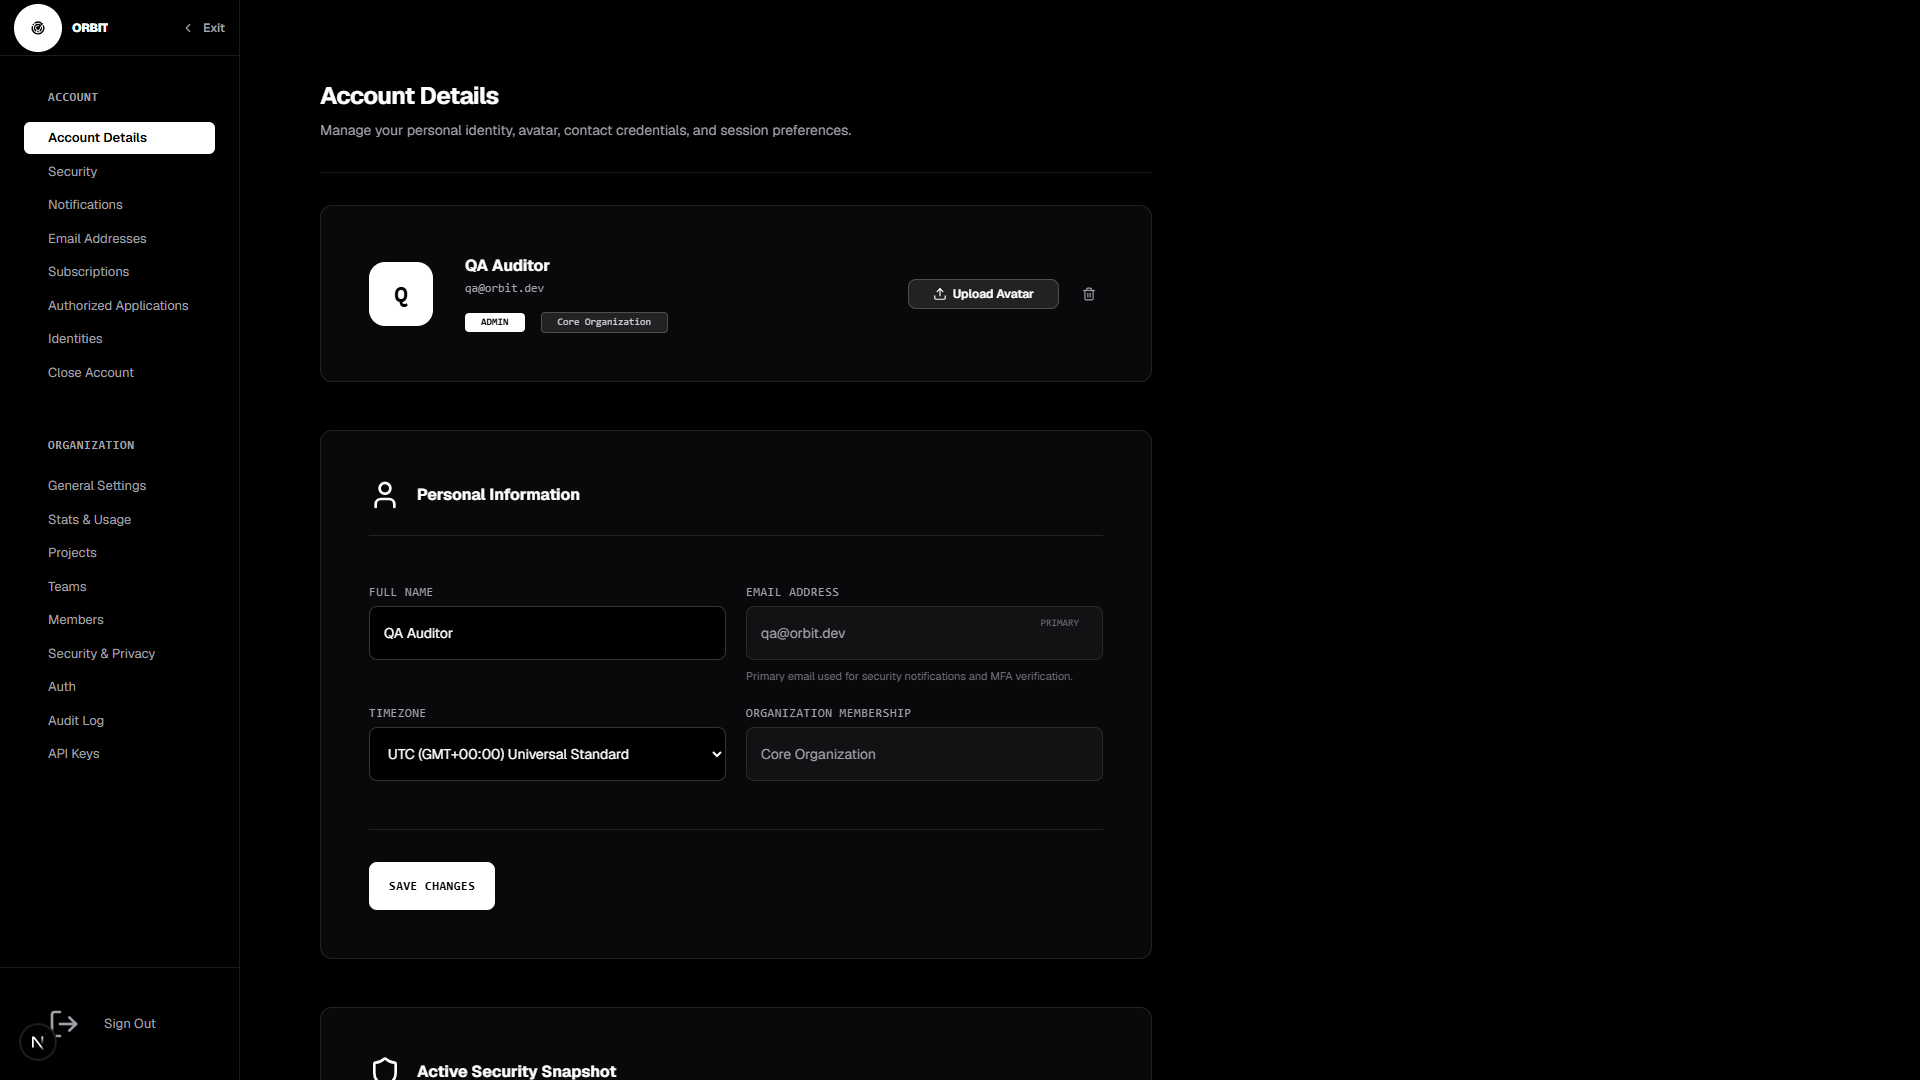 ORBIT
Exit
ACCOUNT
Account Details
Security
Notifications
Email Addresses
Subscriptions
Authorized Applications
Identities
Close Account
ORGANIZATION
General Settings
Stats & Usage
Projects
Teams
Members
Security & Privacy
Auth
Audit Log
API Keys
Sign Out
N
Account Details
Manage your personal identity, avatar, contact credentials, and session preferences.
Q
QA Auditor
qa@orbit.dev
ADMIN
Core Organization
Upload Avatar
Personal Information
FULL NAME
QA Auditor
EMAIL ADDRESS
qa@orbit.dev
PRIMARY
Primary email used for security notifications and MFA verification.
TIMEZONE
UTC (GMT+00:00) Universal Standard
ORGANIZATION MEMBERSHIP
Core Organization
SAVE CHANGES
Active Security Snapshot